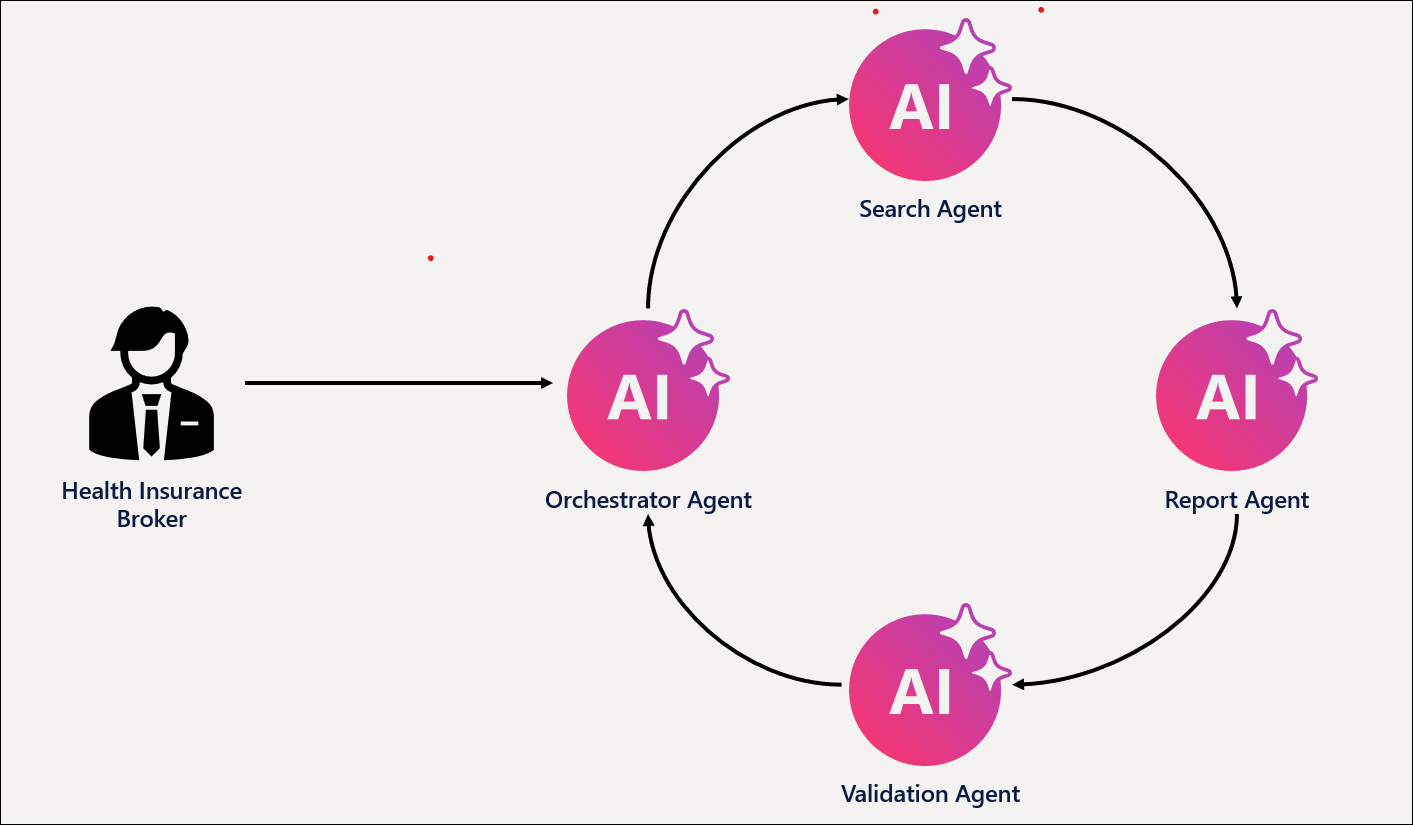 AI
Search Agent
AI
Orchestrator Agent
AI
Report Agent
Health Insurance
Broker
AI
Validation Agent